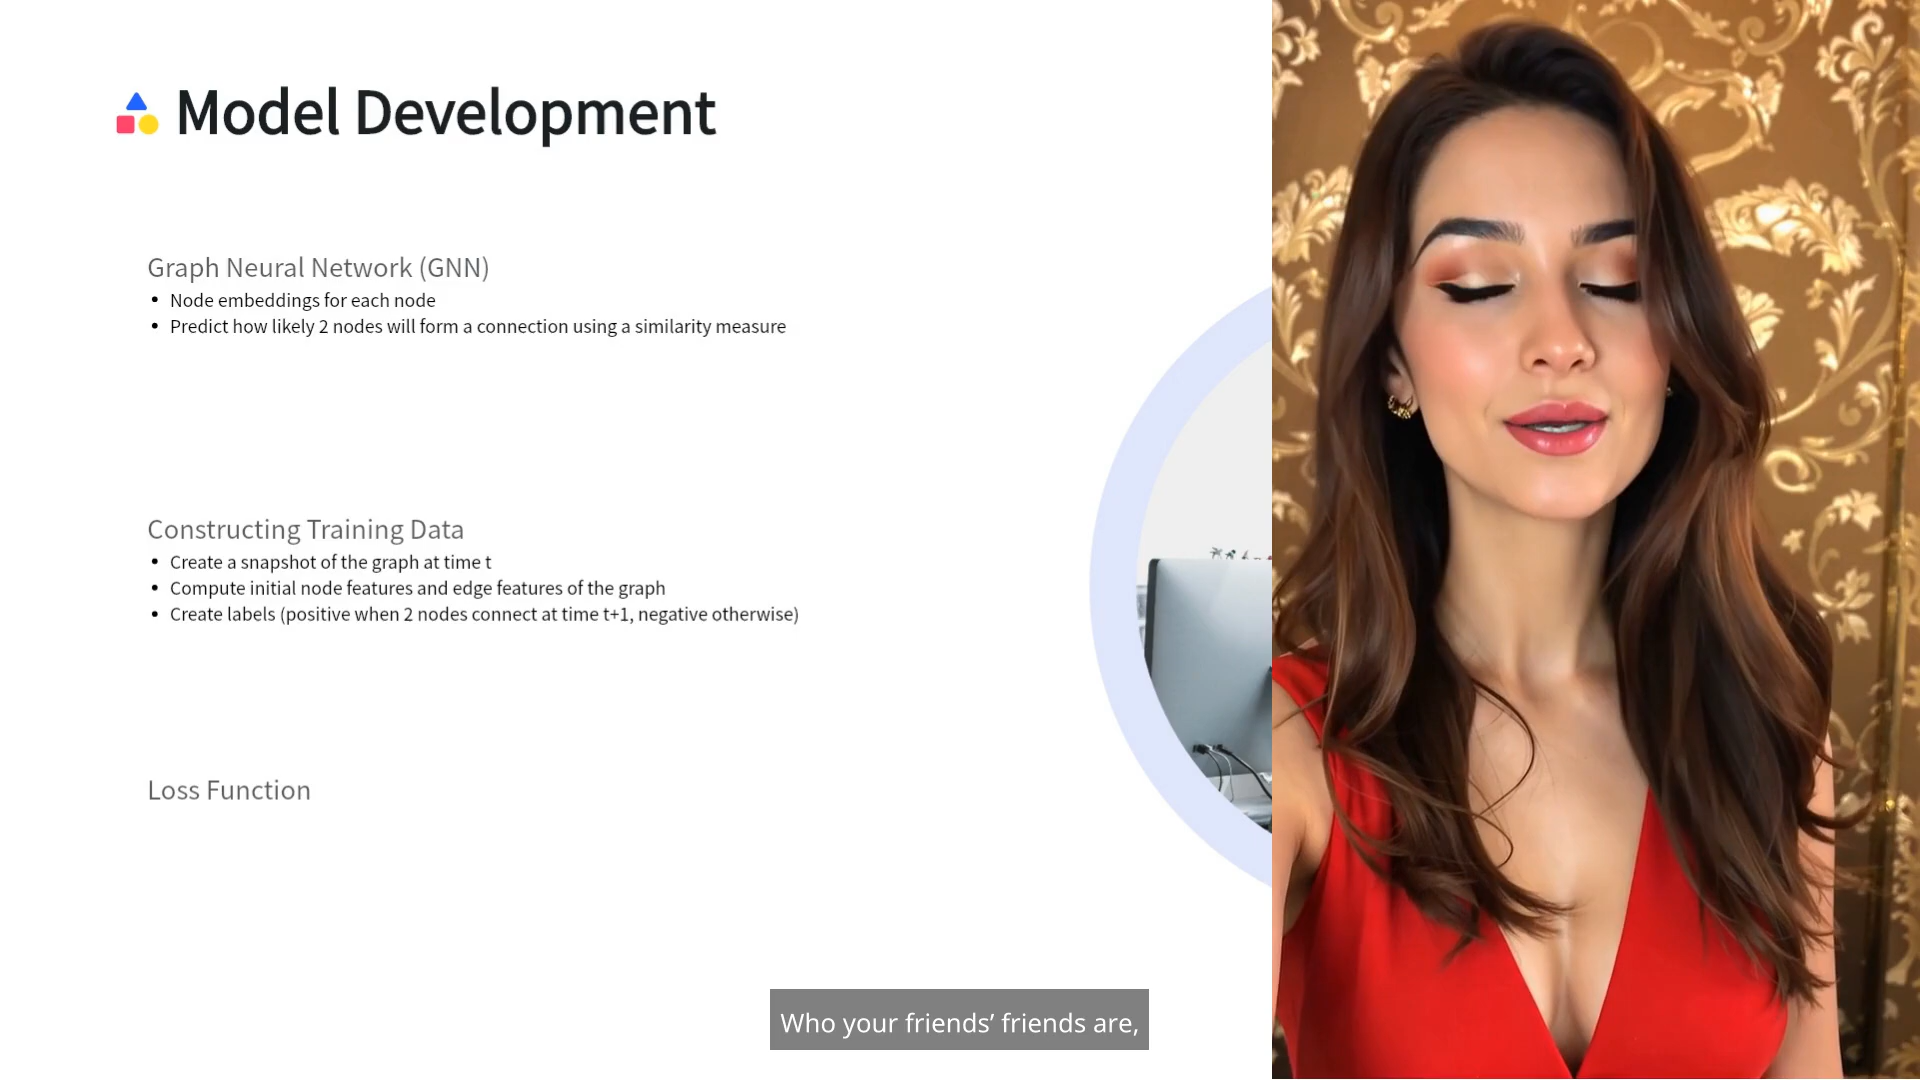 Model Development
Graph Neural Network (GNN)
• Node embeddings for each node
• Predict how likely 2 nodes will form a connection using a similarity measure
Constructing Training Data
• Create a snapshot of the graph at time t
• Compute initial node features and edge features of the graph
• Create labels (positive when 2 nodes connect at time t+1, negative otherwise)
Loss Function
Who your friends’ friends are,